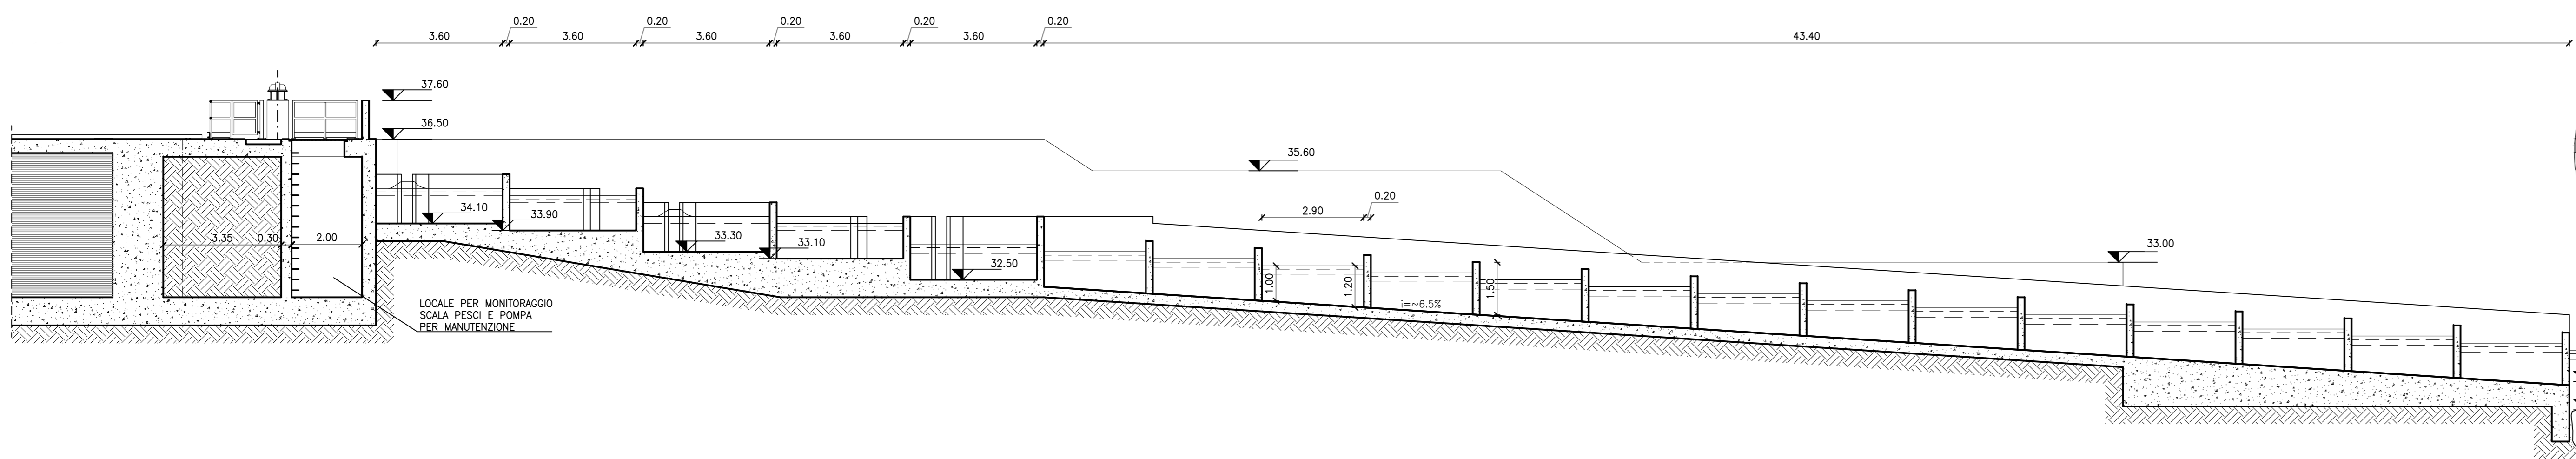 0.20 0.20 0.20 0.20 0.20
3.60 3.60 3.60 3.60 3.60 43.40
37.60
36.50
35.60
0.20
2.90
34.10
33.90
33.30
33.10
32.50
33.00
3.35 0.30 2.00
1.00
1.20
1.50
i=~6.5%
LOCALE PER MONITORAGGIO
SCALA PESCI E POMPA
PER MANUTENZIONE